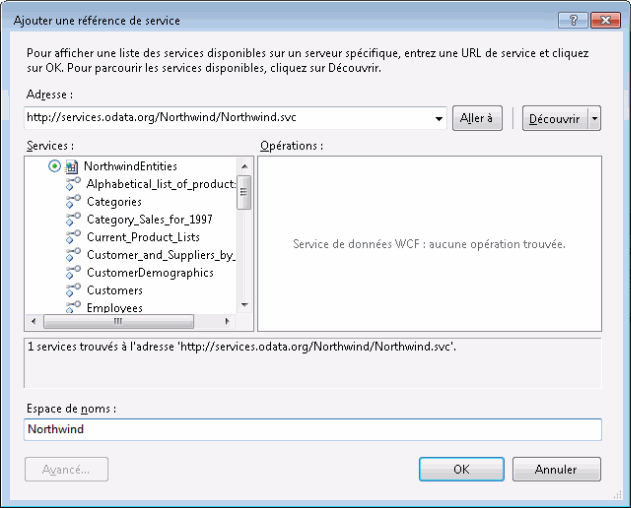 Ajouter une référence de service
Pour afficher une liste des services disponibles sur un serveur spécifique, entrez une URL de service et cliquez
sur OK. Pour parcourir les services disponibles, cliquez sur Découvrir.
Adresse :
http://services.odata.org/Northwind/Northwind.svc
Aller à
Découvrir
Services :
Opérations :
NorthwindEntities
Alphabetical_list_of_product
Categories
Category_Sales_for_1997
Current_Product_Lists
Customer_and_Suppliers_by_
CustomerDemographics
Customers
Employees
Service de données WCF : aucune opération trouvée.
1 services trouvés à l'adresse 'http://services.odata.org/Northwind/Northwind.svc'.
Espace de noms :
Northwind
Avancé...
OK
Annuler